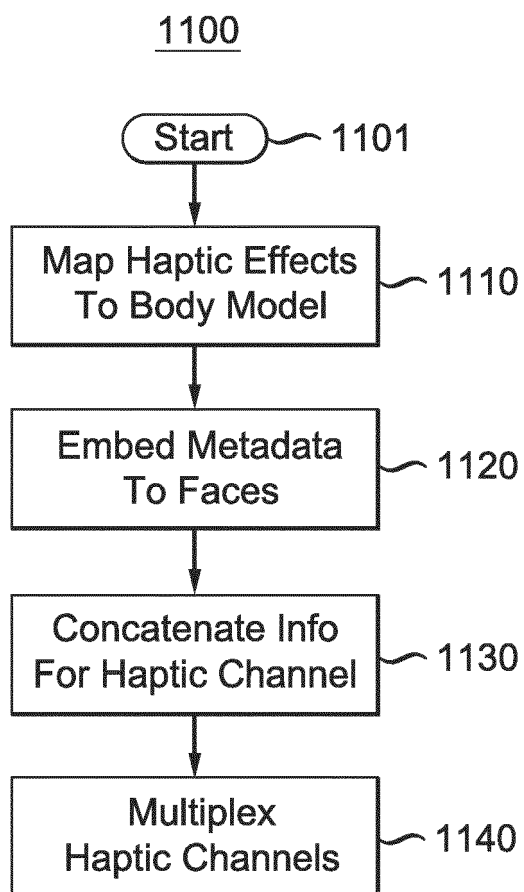 1100
Start
1101
Map Haptic Effects
To Body Model
1110
Embed Metadata
To Faces
1120
Concatenate Info
For Haptic Channel
1130
Multiplex
Haptic Channels
1140